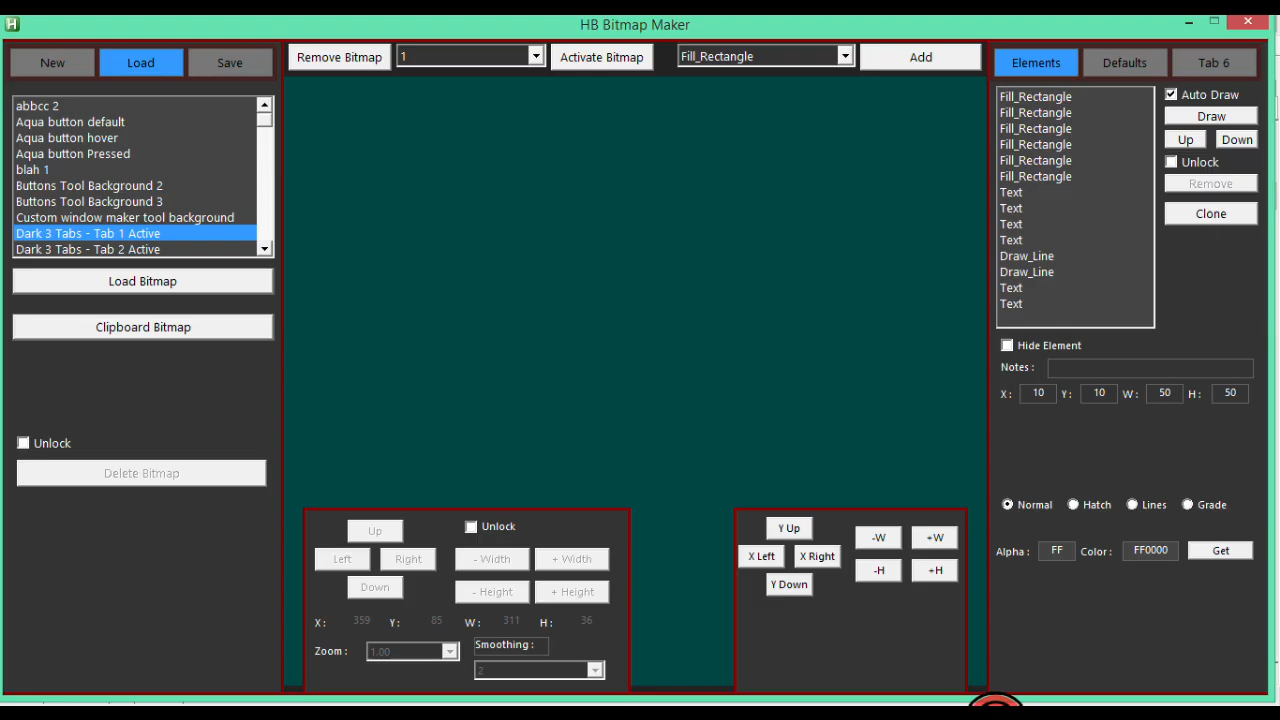 H
HB Bitmap Maker
New
Load
Save
Remove Bitmap
1
Activate Bitmap
Fill_Rectangle
Add
Elements
Defaults
Tab 6
abbcc 2
Aqua button default
Aqua button hover
Aqua button Pressed
blah 1
Buttons Tool Background 2
Buttons Tool Background 3
Custom window maker tool background
Dark 3 Tabs - Tab 1 Active
Dark 3 Tabs - Tab 2 Active
Load Bitmap
Clipboard Bitmap
Unlock
Delete Bitmap
Up
Unlock
Left
Right
- Width
+ Width
Down
- Height
+ Height
X : 359 Y : 85 W : 311 H : 36
Zoom : 1.00
Smoothing :
2
Y Up
X Left
X Right
Y Down
-W
+W
-H
+H
Fill_Rectangle
Fill_Rectangle
Fill_Rectangle
Fill_Rectangle
Fill_Rectangle
Fill_Rectangle
Text
Text
Text
Text
Draw_Line
Draw_Line
Text
Text
Auto Draw
Draw
Up
Down
Unlock
Remove
Clone
Hide Element
Notes :
X : 10 Y : 10 W : 50 H : 50
Normal Hatch Lines Grade
Alpha : FF Color : FF0000 Get